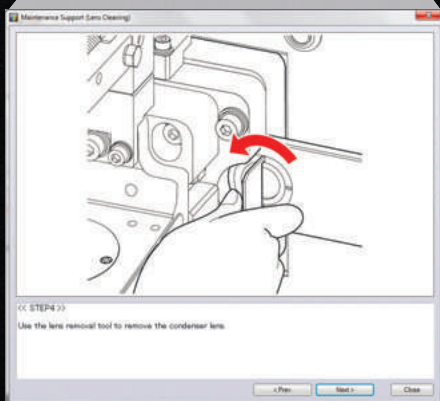 Maintenance Support (Lens Cleaning)
<< STEP4 >>
Use the lens removal tool to remove the condenser lens.
< Prev
Next >
Close